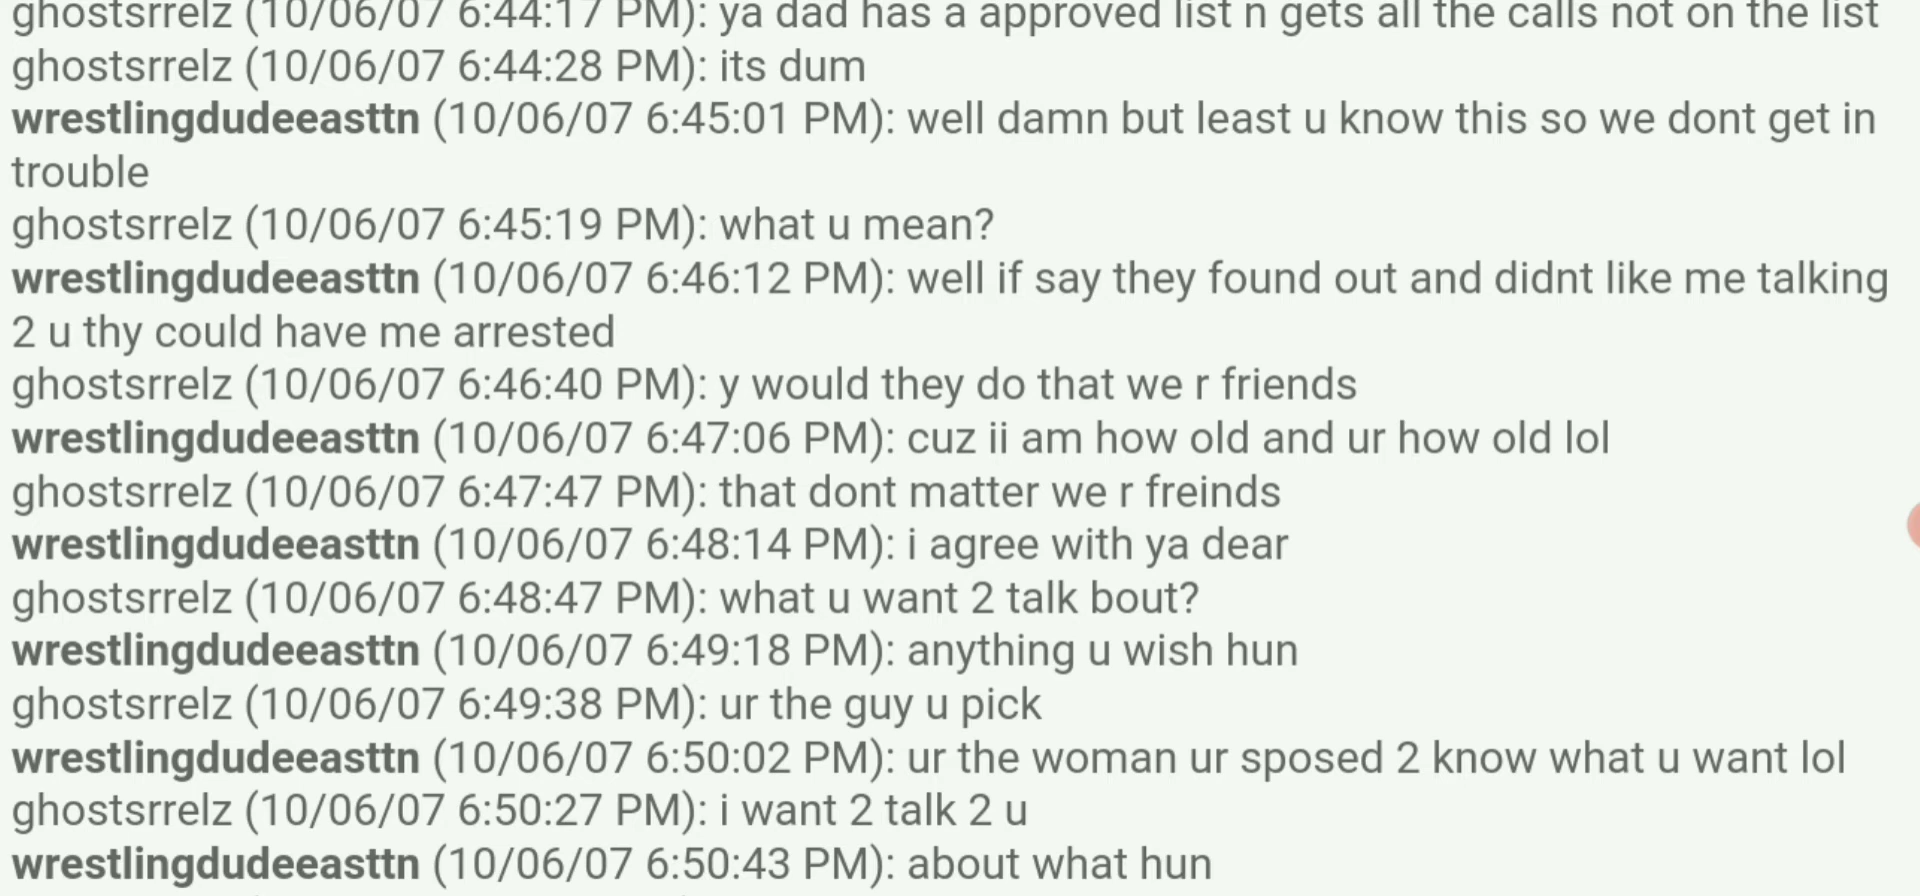 ghostsrrelz (10/06/07 6:44:17 PM): ya dad has a approved list n gets all the calls not on the list
ghostsrrelz (10/06/07 6:44:28 PM): its dum
wrestlingdudeeasttn (10/06/07 6:45:01 PM): well damn but least u know this so we dont get in
trouble
ghostsrrelz (10/06/07 6:45:19 PM): what u mean?
wrestlingdudeeasttn (10/06/07 6:46:12 PM): well if say they found out and didnt like me talking
2 u thy could have me arrested
ghostsrrelz (10/06/07 6:46:40 PM): y would they do that we r friends
wrestlingdudeeasttn (10/06/07 6:47:06 PM): cuz ii am how old and ur how old lol
ghostsrrelz (10/06/07 6:47:47 PM): that dont matter we r freinds
wrestlingdudeeasttn (10/06/07 6:48:14 PM): i agree with ya dear
ghostsrrelz (10/06/07 6:48:47 PM): what u want 2 talk bout?
wrestlingdudeeasttn (10/06/07 6:49:18 PM): anything u wish hun
ghostsrrelz (10/06/07 6:49:38 PM): ur the guy u pick
wrestlingdudeeasttn (10/06/07 6:50:02 PM): ur the woman ur sposed 2 know what u want lol
ghostsrrelz (10/06/07 6:50:27 PM): i want 2 talk 2 u
wrestlingdudeeasttn (10/06/07 6:50:43 PM): about what hun